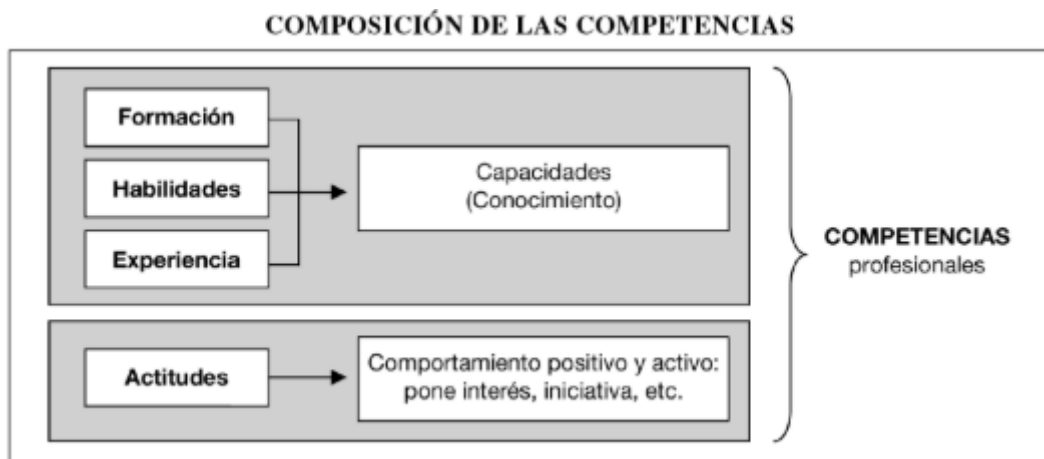 COMPOSICIÓN DE LAS COMPETENCIAS
Formación
Habilidades
Experiencia
Capacidades
(Conocimiento)
Actitudes
Comportamiento positivo y activo:
pone interés, iniciativa, etc.
COMPETENCIAS
profesionales